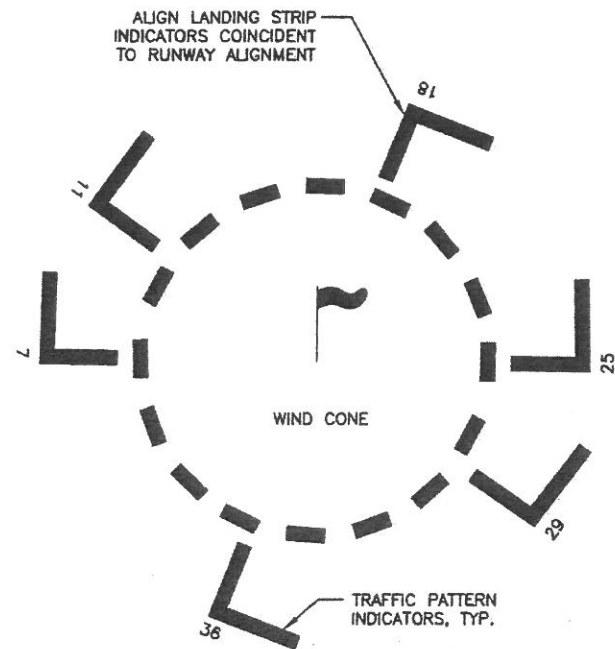 ALIGN LANDING STRIP
INDICATORS COINCIDENT
TO RUNWAY ALIGNMENT
18
11
7
25
WIND CONE
29
36
TRAFFIC PATTERN
INDICATORS, TYP.